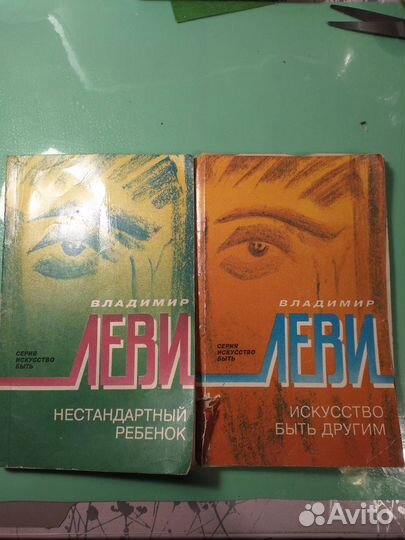 ВЛАДИМИР
ЛЕВИ
СЕРИЯ
ИСКУССТВО
БЫТЬ
НЕСТАНДАРТНЫЙ
РЕБЕНОК
ВЛАДИМИР
ЛЕВИ
СЕРИЯ
ИСКУССТВО
БЫТЬ
ИСКУССТВО
БЫТЬ ДРУГИМ
Avito